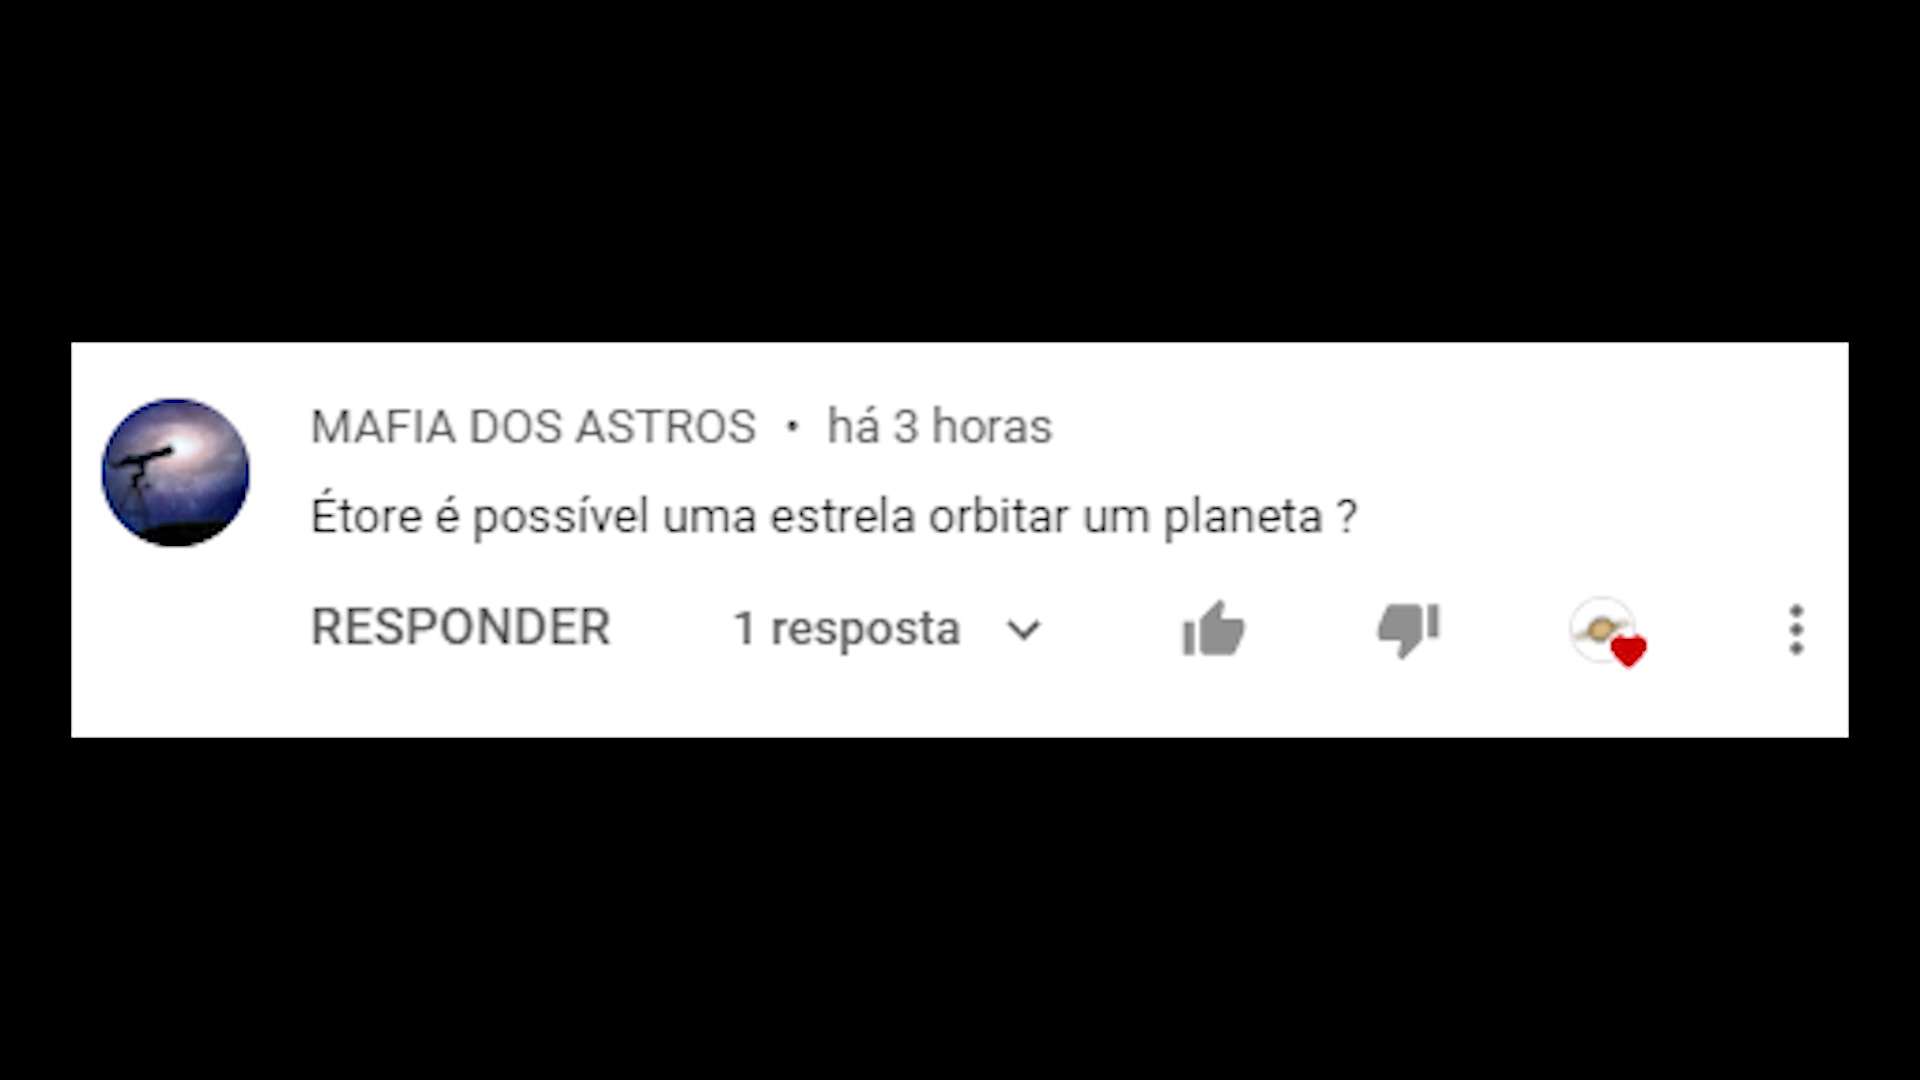 MAFIA DOS ASTROS • há 3 horas
Étore é possível uma estrela orbitar um planeta ?
RESPONDER 1 resposta